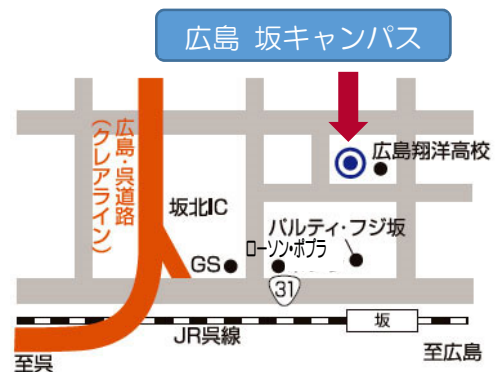 広島 坂キャンパス
広島・呉道路
(クレアライン)
広島翔洋高校
坂北IC
パルティ・フジ坂
ローソン・ポプラ
GS
31
坂
JR呉線
至呉
至広島